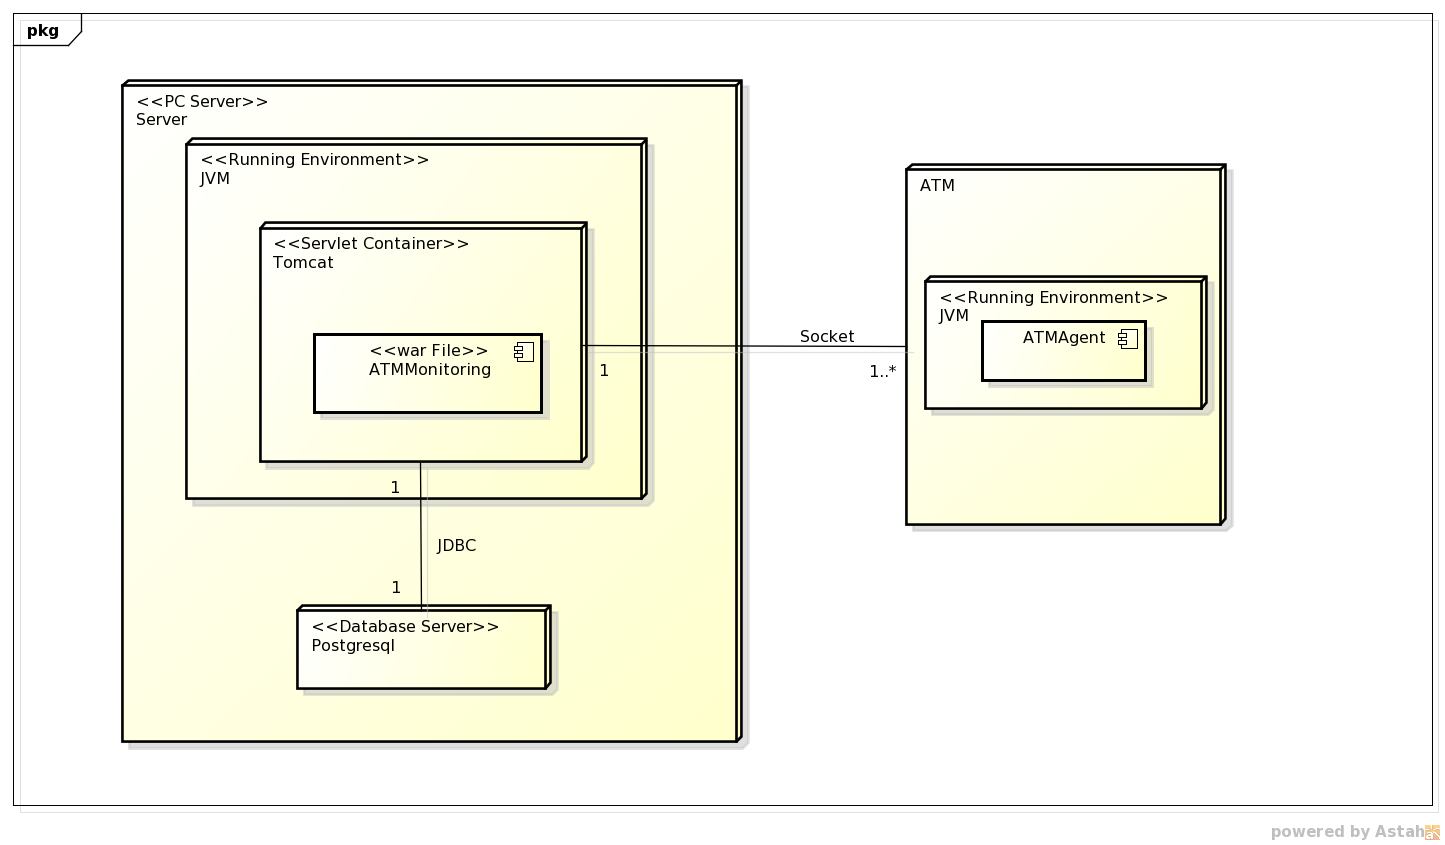 pkg
<<PC Server>>
Server
<<Running Environment>>
JVM
<<Servlet Container>>
Tomcat
<<war File>>
ATMMonitoring
1
Socket
1..*
ATM
<<Running Environment>>
JVM
ATMAgent
1
JDBC
1
<<Database Server>>
Postgresql
powered by Astah